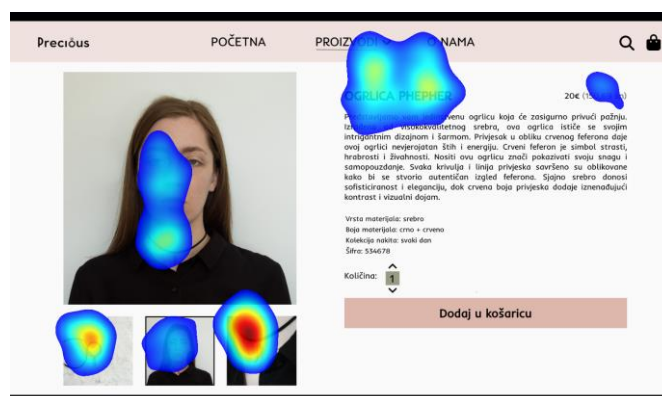 Precıōus
POČETNA
PROIZVODI
O NAMA
OGRLICA PHEPHER
20€
ovu jedinstvenu ogrlicu koja će zasigurno privući pažnju.
visokokvalitetnog srebra, ova ogrlica ističe se svojim
intrigantnim dizajnom i šarmom. Privjesak u obliku crvenog feferona daje
ovoj ogrlici nevjerojatan štih i energiju. Crveni feferon je simbol strasti,
hrabrosti i živahnosti. Nositi ovu ogrlicu znači pokazivati svoju snagu i
samopouzdanje. Svaka krivulja i linija privjeska savršeno su oblikovane
kako bi se stvorio autentičan izgled feferona. Sjajno srebro donosi
sofisticiranost i eleganciju, dok crvena boja privjeska dodaje iznenađujući
kontrast i vizualni dojam.
Vrsta materijala: srebro
Boja materijala: crno + crveno
Kolekcija nakita: svaki dan
Šifra: 534678
Količina:
1
Dodaj u košaricu